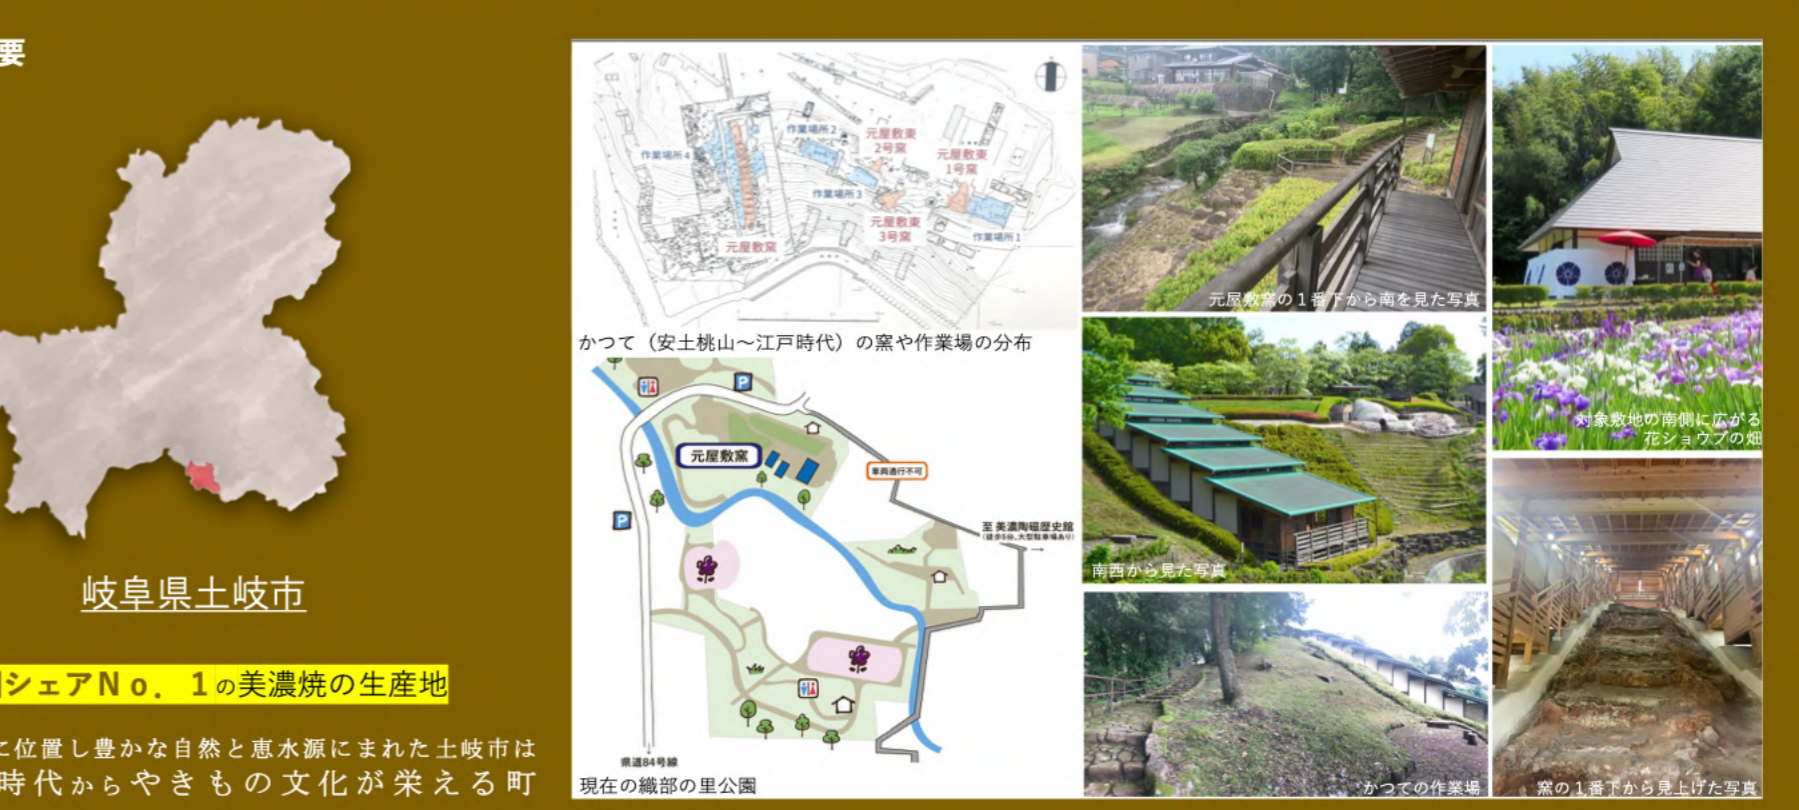 要
岐阜県土岐市
シェアNo. 1の美濃焼の生産地
に位置し豊かな自然と恵水源にまれた土岐市は
時代からやきもの文化が栄える町
作業場所2
元屋敷東
2号窯
元屋敷東
1号窯
作業場所4
作業場所3
元屋敷東
3号窯
作業場所1
元屋敷窯
かつて（安土桃山〜江戸時代）の窯や作業場の分布
P
元屋敷窯
車両通行不可
P
至 美濃陶磁歴史館
(徒歩5分、大型駐車場あり)
県道84号線
現在の織部の里公園
元屋敷窯の1番下から南を見た写真
南西から見た写真
かつての作業場
対象敷地の南側に広がる
花ショウブの畑
窯の1番下から見上げた写真